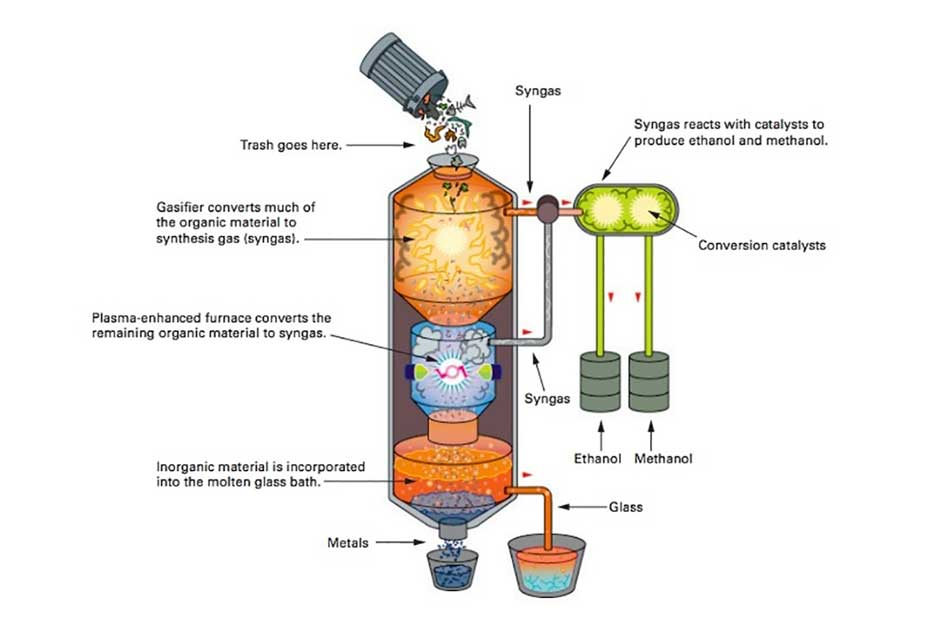 Syngas
Syngas reacts with catalysts to
produce ethanol and methanol.
Trash goes here.
Gasifier converts much of
the organic material to
synthesis gas (syngas).
Conversion catalysts
Plasma-enhanced furnace converts the
remaining organic material to syngas.
Syngas
Ethanol
Methanol
Inorganic material is incorporated
into the molten glass bath.
Glass
Metals